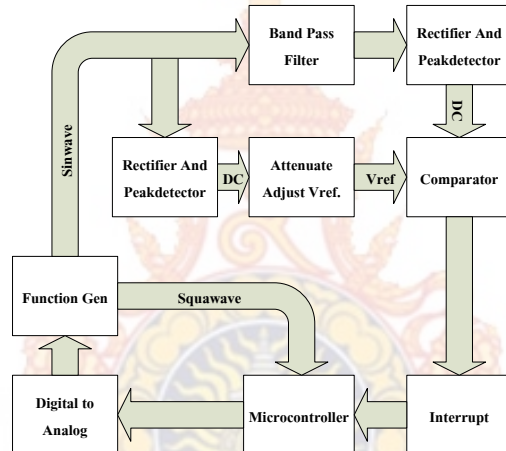 Band Pass
Filter
Rectifier And
Peakdetector
DC
Sinwave
Rectifier And
Peakdetector
DC
Attenuate
Adjust Vref.
Vref
Comparator
Function Gen
Squawave
Digital to
Analog
Microcontroller
Interrupt